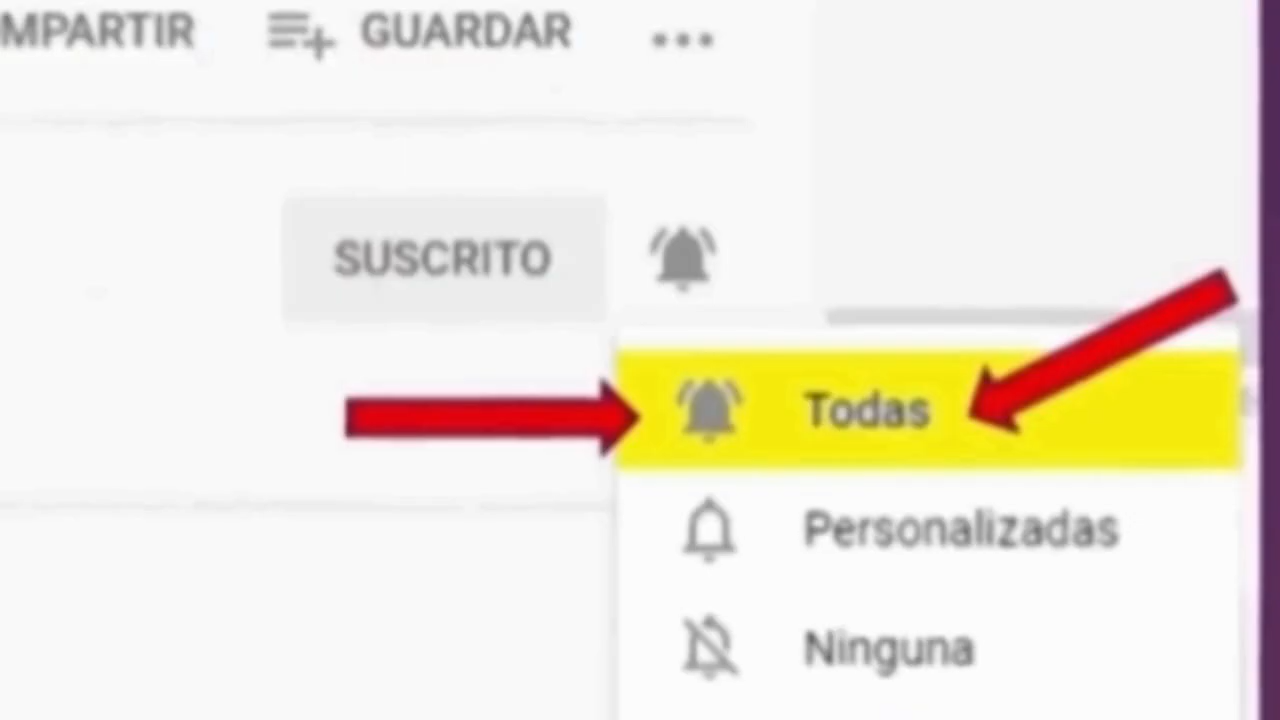 MPARTIR GUARDAR
SUSCRITO
Todas
Personalizadas
Ninguna